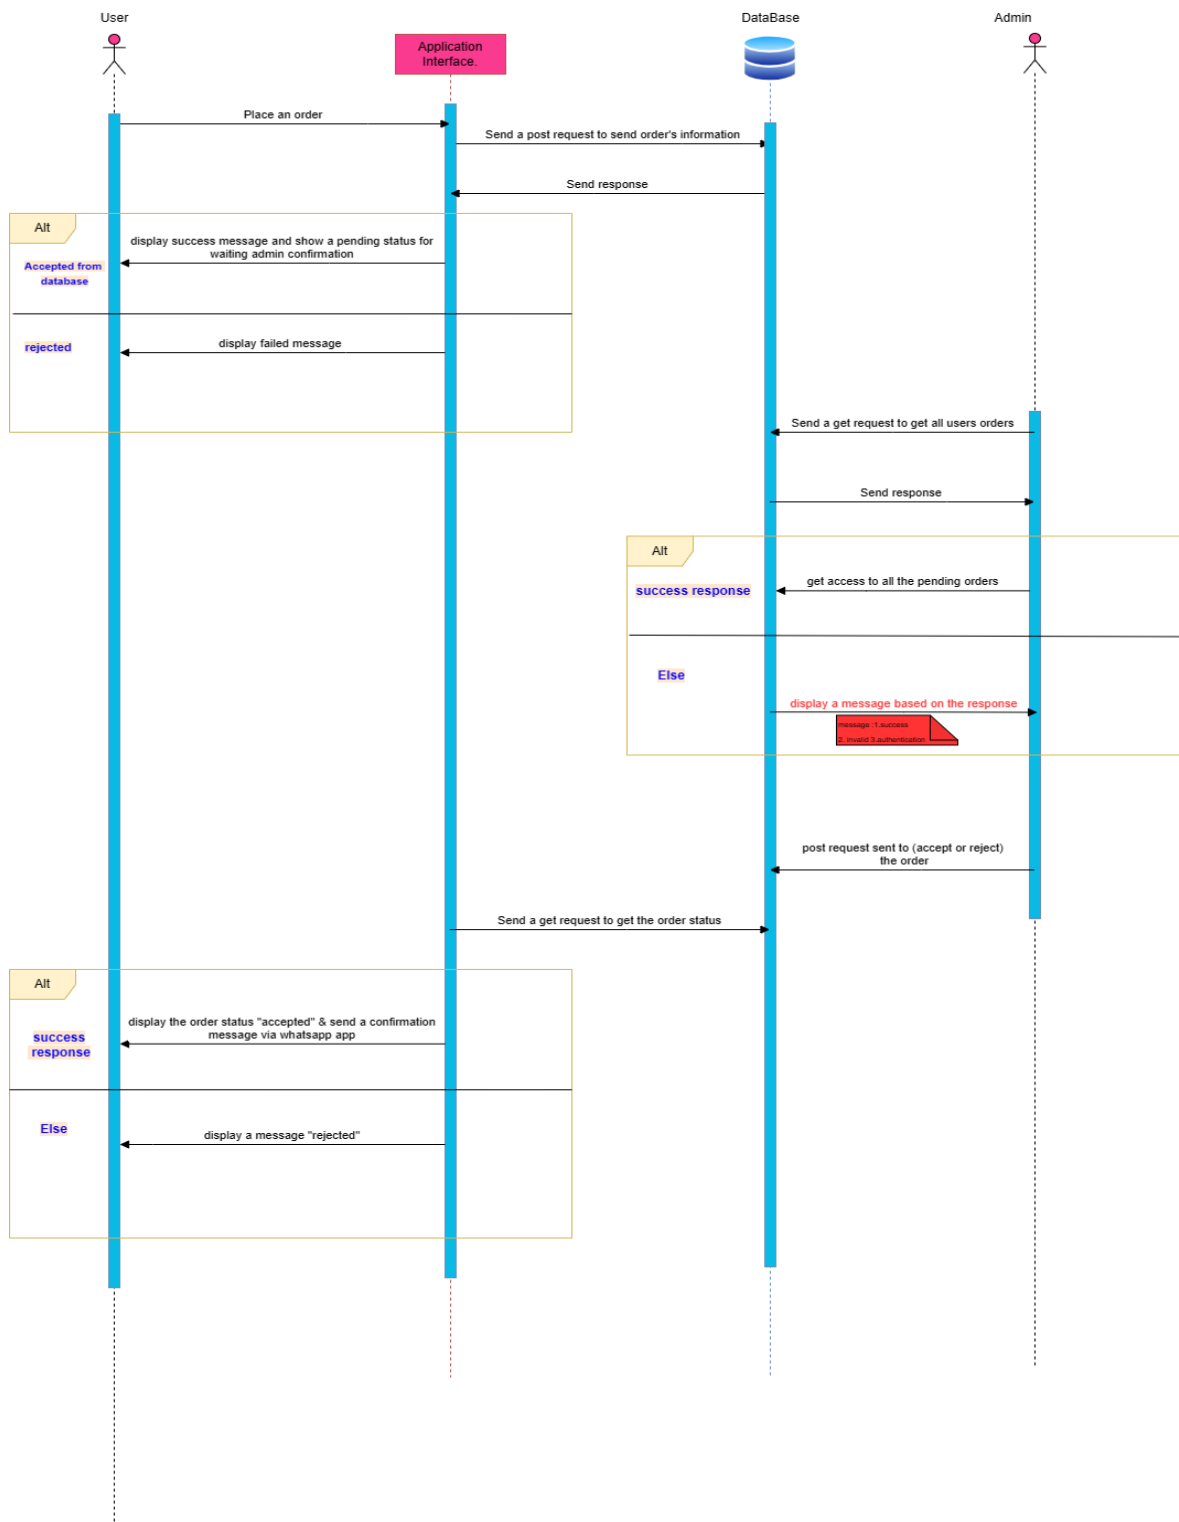 User
DataBase
Admin
Application
Interface.
Place an order
Send a post request to send order's information
Send response
Alt
display success message and show a pending status for
waiting admin confirmation
Accepted from
database
rejected
display failed message
Send a get request to get all users orders
Send response
Alt
get access to all the pending orders
success response
Else
display a message based on the response
message :1.success
2. invalid 3.authentication
post request sent to (accept or reject)
the order
Send a get request to get the order status
Alt
display the order status "accepted" & send a confirmation
message via whatsapp app
success
response
Else
display a message "rejected"